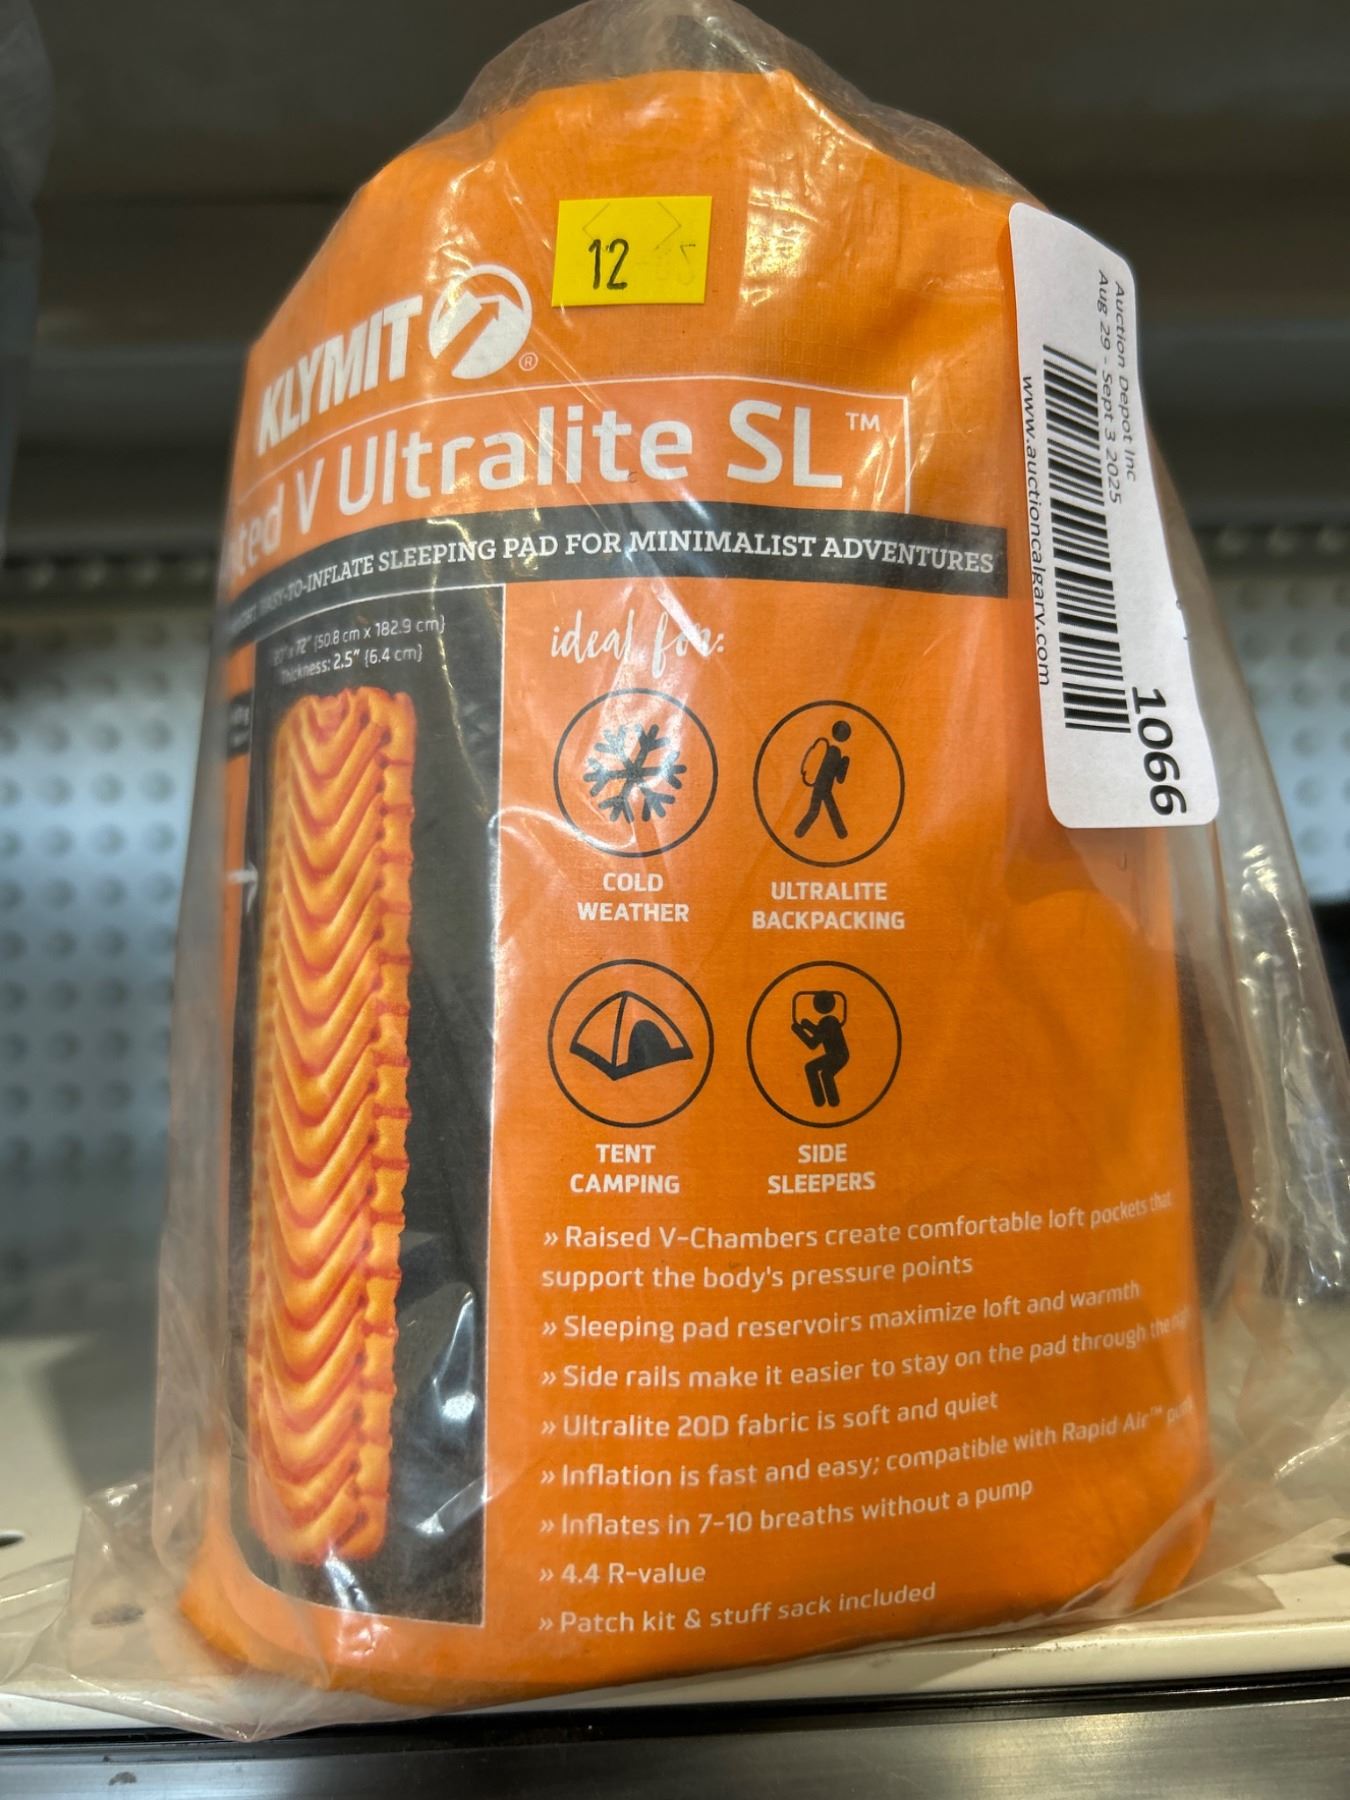 12
KLYMIT®
V Ultralite SL™
EASY-TO-INFLATE SLEEPING PAD FOR MINIMALIST ADVENTURES
x 72" (50.8 cm x 182.9 cm)
Thickness: 2.5" (6.4 cm)
ideal for:
COLD
WEATHER
ULTRALITE
BACKPACKING
TENT
CAMPING
SIDE
SLEEPERS
» Raised V-Chambers create comfortable loft pockets that
support the body's pressure points
» Sleeping pad reservoirs maximize loft and warmth
» Side rails make it easier to stay on the pad through the
» Ultralite 20D fabric is soft and quiet
» Inflation is fast and easy; compatible with Rapid Air™
» Inflates in 7-10 breaths without a pump
» 4.4 R-value
» Patch kit & stuff sack included
Auction Depot Inc
Aug 29 - Sept 3 2025
www.auctioncalgary.com
1066